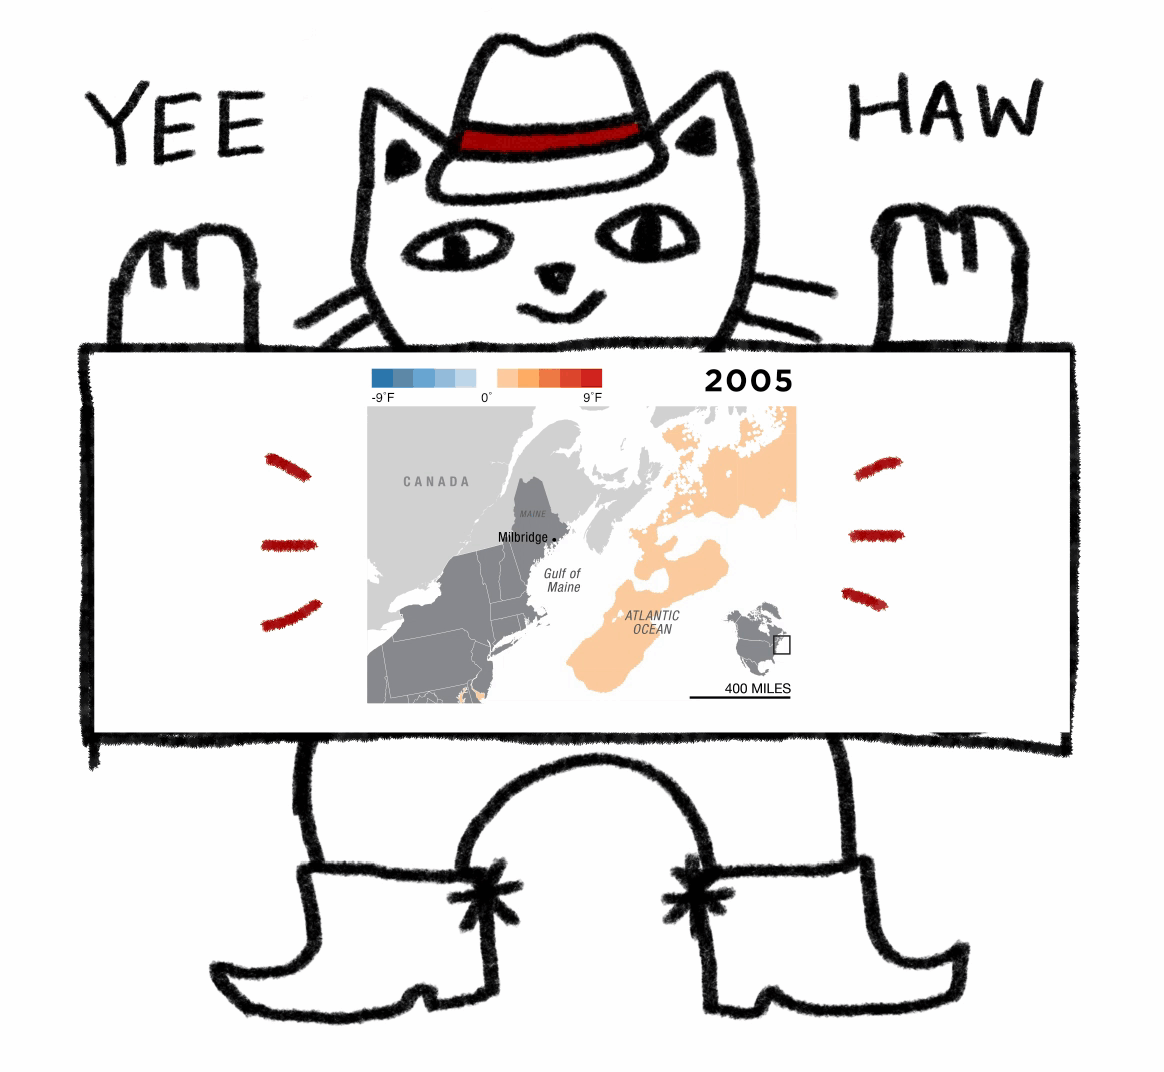 YEE
HAW
-9°F
0°
9°F
2005
CANADA
MAINE
Milbridge
Gulf of
Maine
ATLANTIC
OCEAN
400 MILES